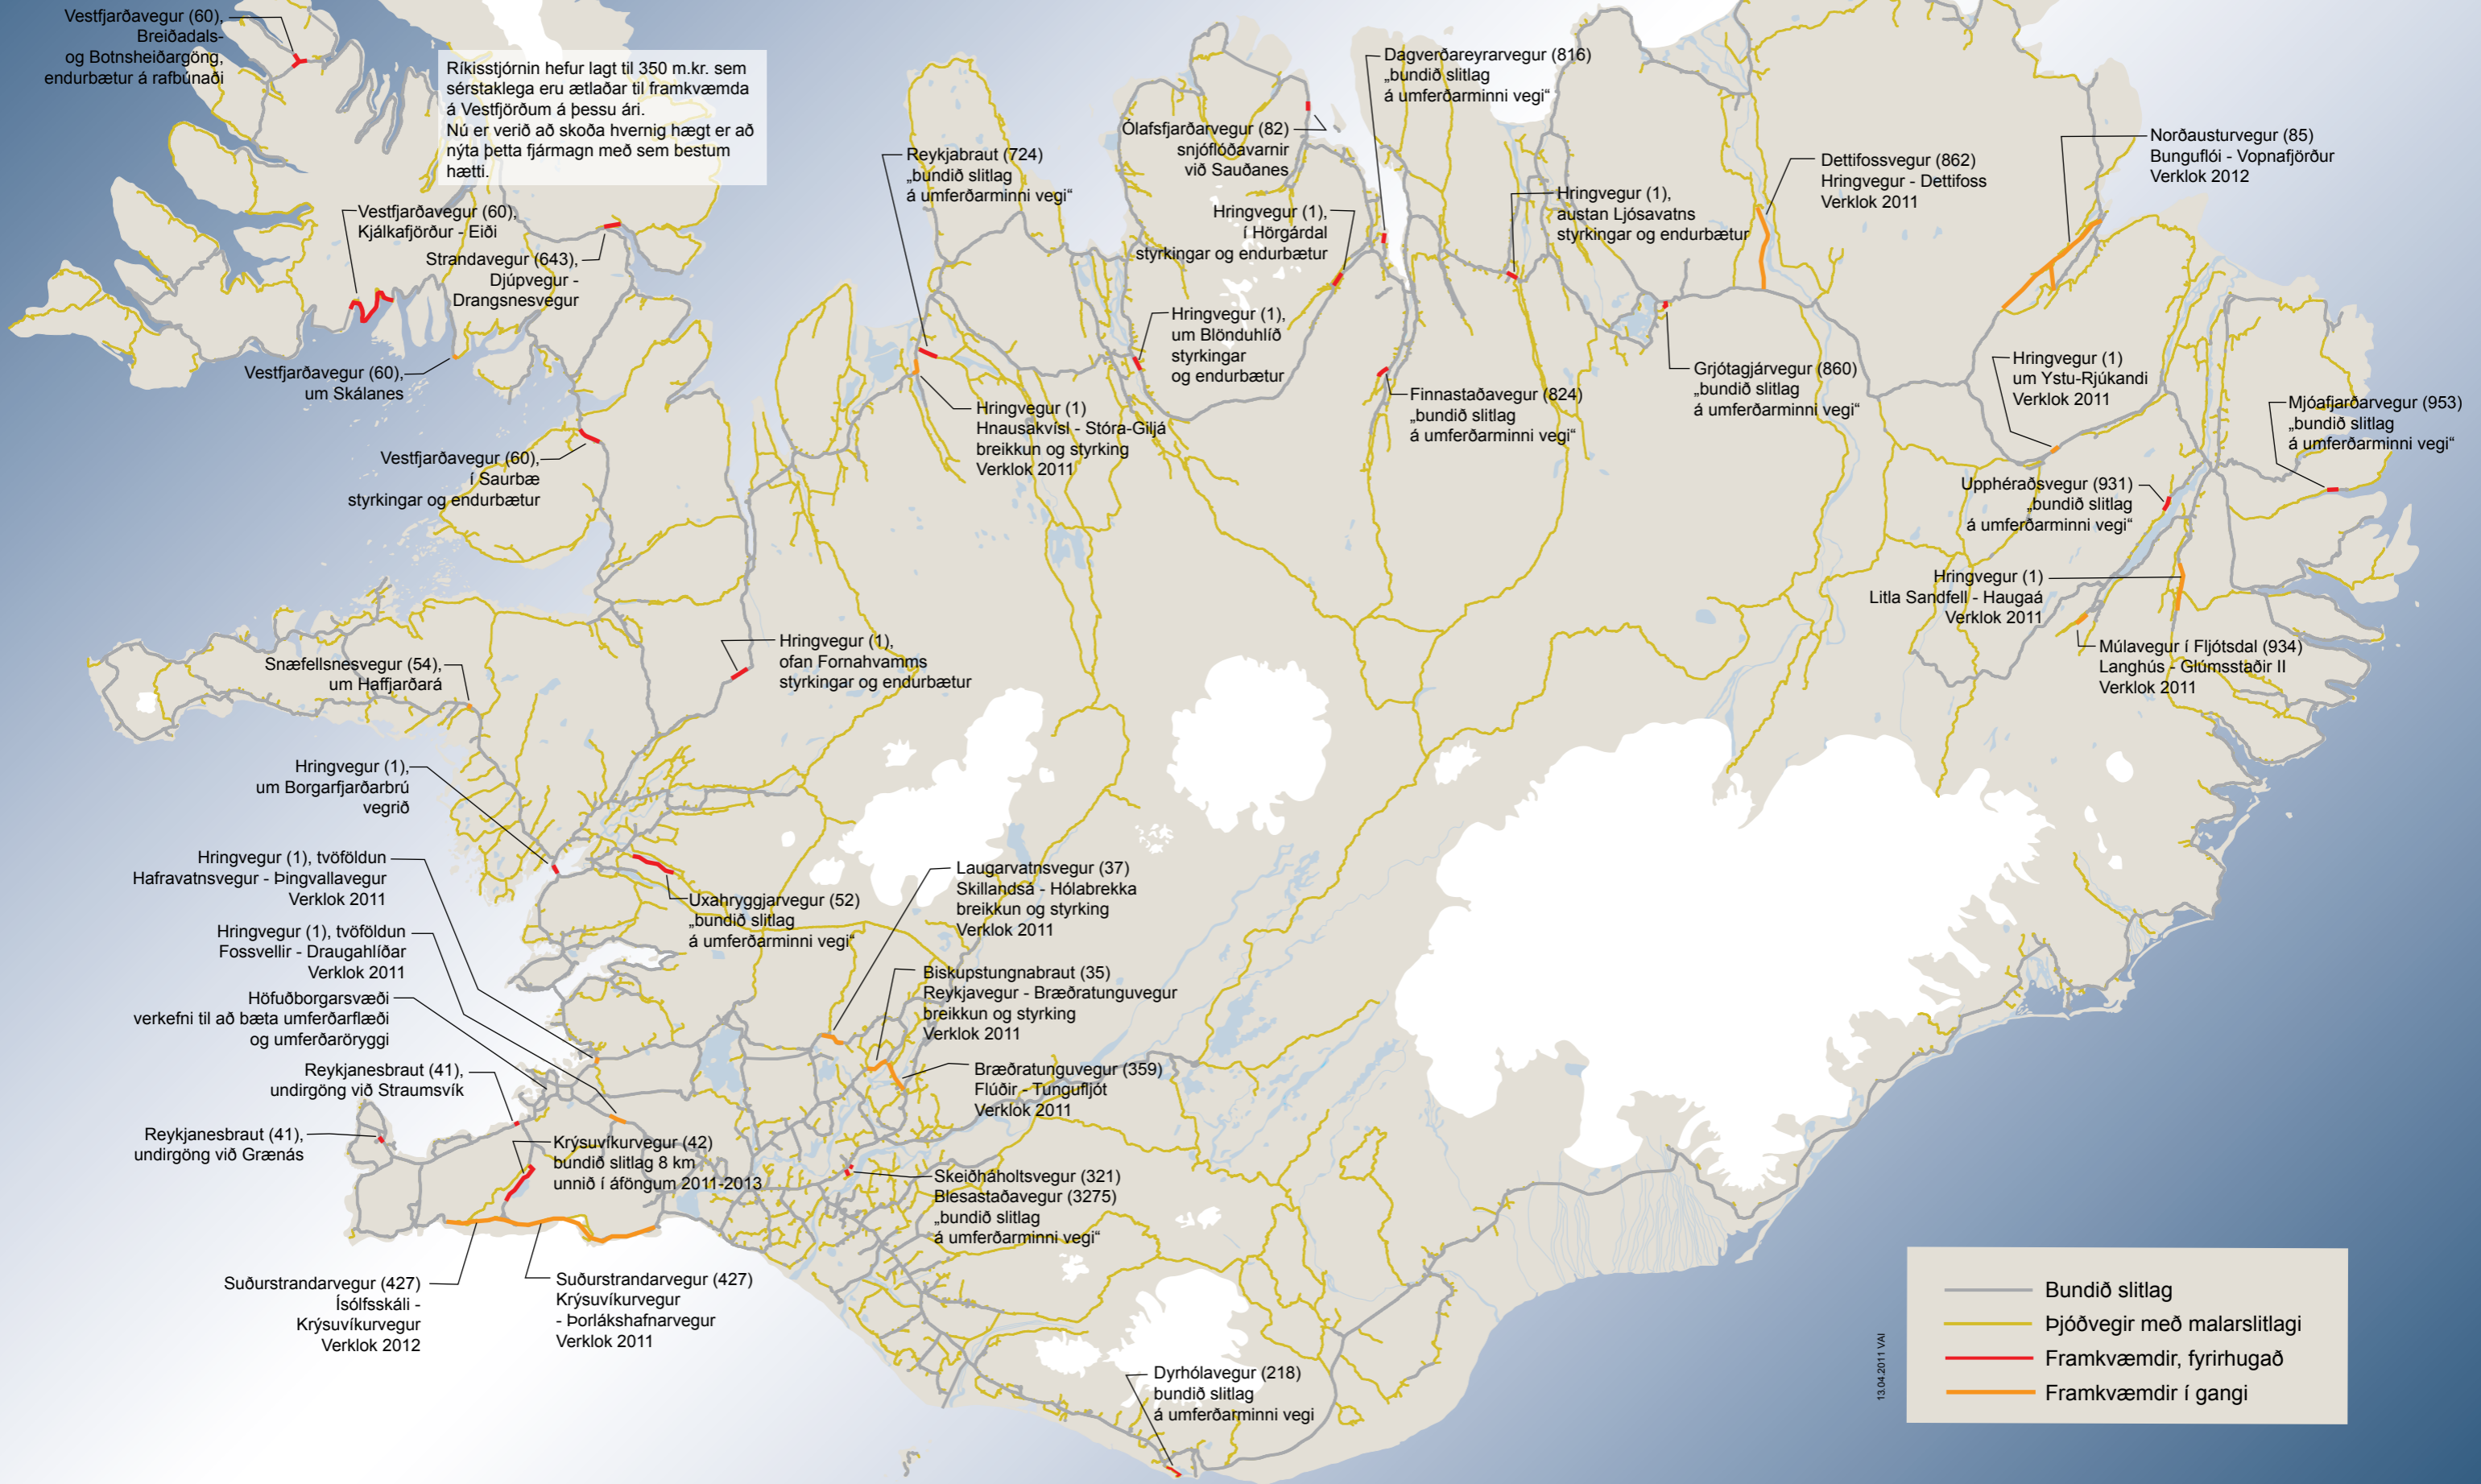 Vestfjarðavegur (60),
Breiðadals-
og Botnsheiðargöng,
endurbætur á rafbúnaði
Ríkisstjórnin hefur lagt til 350 m.kr. sem
sérstaklega eru ætlaðar til framkvæmda
á Vestfjörðum á þessu ári.
Nú er verið að skoða hvernig hægt er að
nýta þetta fjármagn með sem bestum
hætti.
Vestfjarðavegur (60),
Kjálkafjörður - Eiði
Strandavegur (643),
Djúpvegur -
Drangsnesvegur
Vestfjarðavegur (60),
um Skálanes
Vestfjarðavegur (60),
í Saurbæ
styrkingar og endurbætur
Reykjabraut (724)
„bundið slitlag
á umferðarminni vegi“
Hringvegur (1)
Hnausakvísl - Stóra-Giljá
breikkun og styrking
Verklok 2011
Ólafsfjarðarvegur (82)
snjóflóðavarnir
við Sauðanes
Dagverðareyrarvegur (816)
„bundið slitlag
á umferðarminni vegi“
Hringvegur (1),
í Hörgárdal
styrkingar og endurbætur
Hringvegur (1),
um Blönduhlíð
styrkingar
og endurbætur
Hringvegur (1),
austan Ljósavatns
styrkingar og endurbætur
Finnastaðavegur (824)
„bundið slitlag
á umferðarminni vegi“
Dettifossvegur (862)
Hringvegur - Dettifoss
Verklok 2011
Grjótagjárvegur (860)
„bundið slitlag
á umferðarminni vegi“
Norðausturvegur (85)
Bunguflói - Vopnafjörður
Verklok 2012
Hringvegur (1)
um Ystu-Rjúkandi
Verklok 2011
Mjóafjarðarvegur (953)
„bundið slitlag
á umferðarminni vegi“
Upphéraðsvegur (931)
„bundið slitlag
á umferðarminni vegi“
Hringvegur (1)
Litla Sandfell - Haugaá
Verklok 2011
Múlavegur í Fljótsdal (934)
Langhús - Glúmsstaðir II
Verklok 2011
Snæfellsnesvegur (54),
um Haffjarðará
Hringvegur (1),
ofan Fornahvamms
styrkingar og endurbætur
Hringvegur (1),
um Borgarfjarðarbrú
vegrið
Hringvegur (1), tvöföldun
Hafravatnsvegur - Þingvallavegur
Verklok 2011
Hringvegur (1), tvöföldun
Fossvellir - Draugahlíðar
Verklok 2011
Höfuðborgarsvæði
verkefni til að bæta umferðarflæði
og umferðaröryggi
Reykjanesbraut (41),
undirgöng við Straumsvík
Reykjanesbraut (41),
undirgöng við Grænás
Uxahryggjarvegur (52)
„bundið slitlag
á umferðarminni vegi“
Laugarvatnsvegur (37)
Skillandsá - Hólabrekka
breikkun og styrking
Verklok 2011
Biskupstungnabraut (35)
Reykjavegur - Bræðratunguvegur
breikkun og styrking
Verklok 2011
Bræðratunguvegur (359)
Flúðir - Tungufljót
Verklok 2011
Krýsuvíkurvegur (42)
bundið slitlag 8 km
unnið í áföngum 2011-2013
Skeiðháholtsvegur (321)
Blesastaðavegur (3275)
„bundið slitlag
á umferðarminni vegi“
Suðurstrandarvegur (427)
Ísólfsskáli -
Krýsuvíkurvegur
Verklok 2012
Suðurstrandarvegur (427)
Krýsuvíkurvegur
- Þorlákshafnarvegur
Verklok 2011
Dyrhólavegur (218)
bundið slitlag
á umferðarminni vegi
13.04.2011 VAI
Bundið slitlag
Þjóðvegir með malarslitlagi
Framkvæmdir, fyrirhugað
Framkvæmdir í gangi